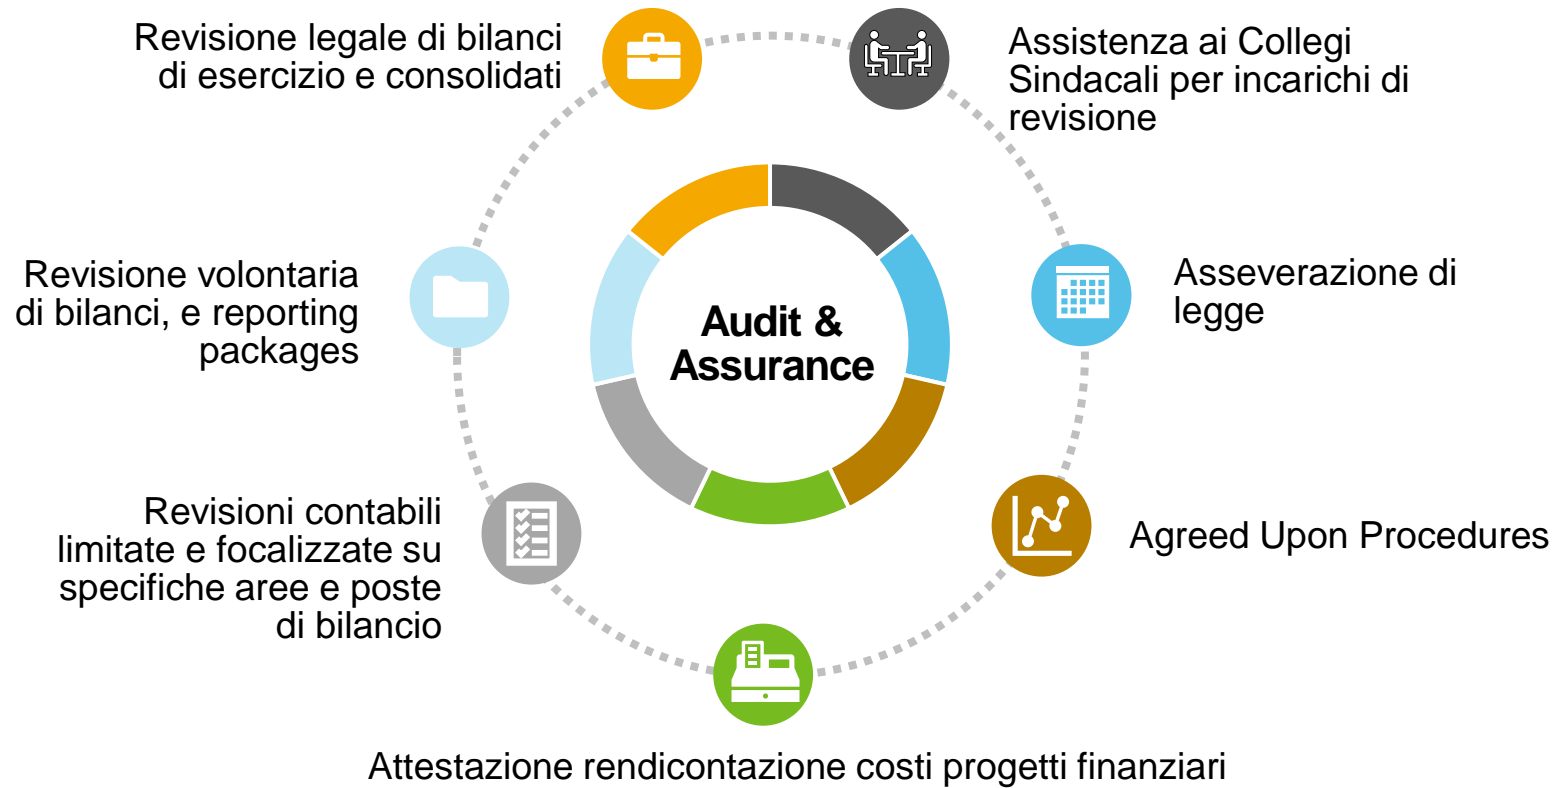 Revisione legale di bilanci
di esercizio e consolidati
Assistenza ai Collegi
Sindacali per incarichi di
revisione
Revisione volontaria
di bilanci, e reporting
packages
Audit &
Assurance
Asseverazione di
legge
Revisioni contabili
limitate e focalizzate su
specifiche aree e poste
di bilancio
Agreed Upon Procedures
Attestazione rendicontazione costi progetti finanziari